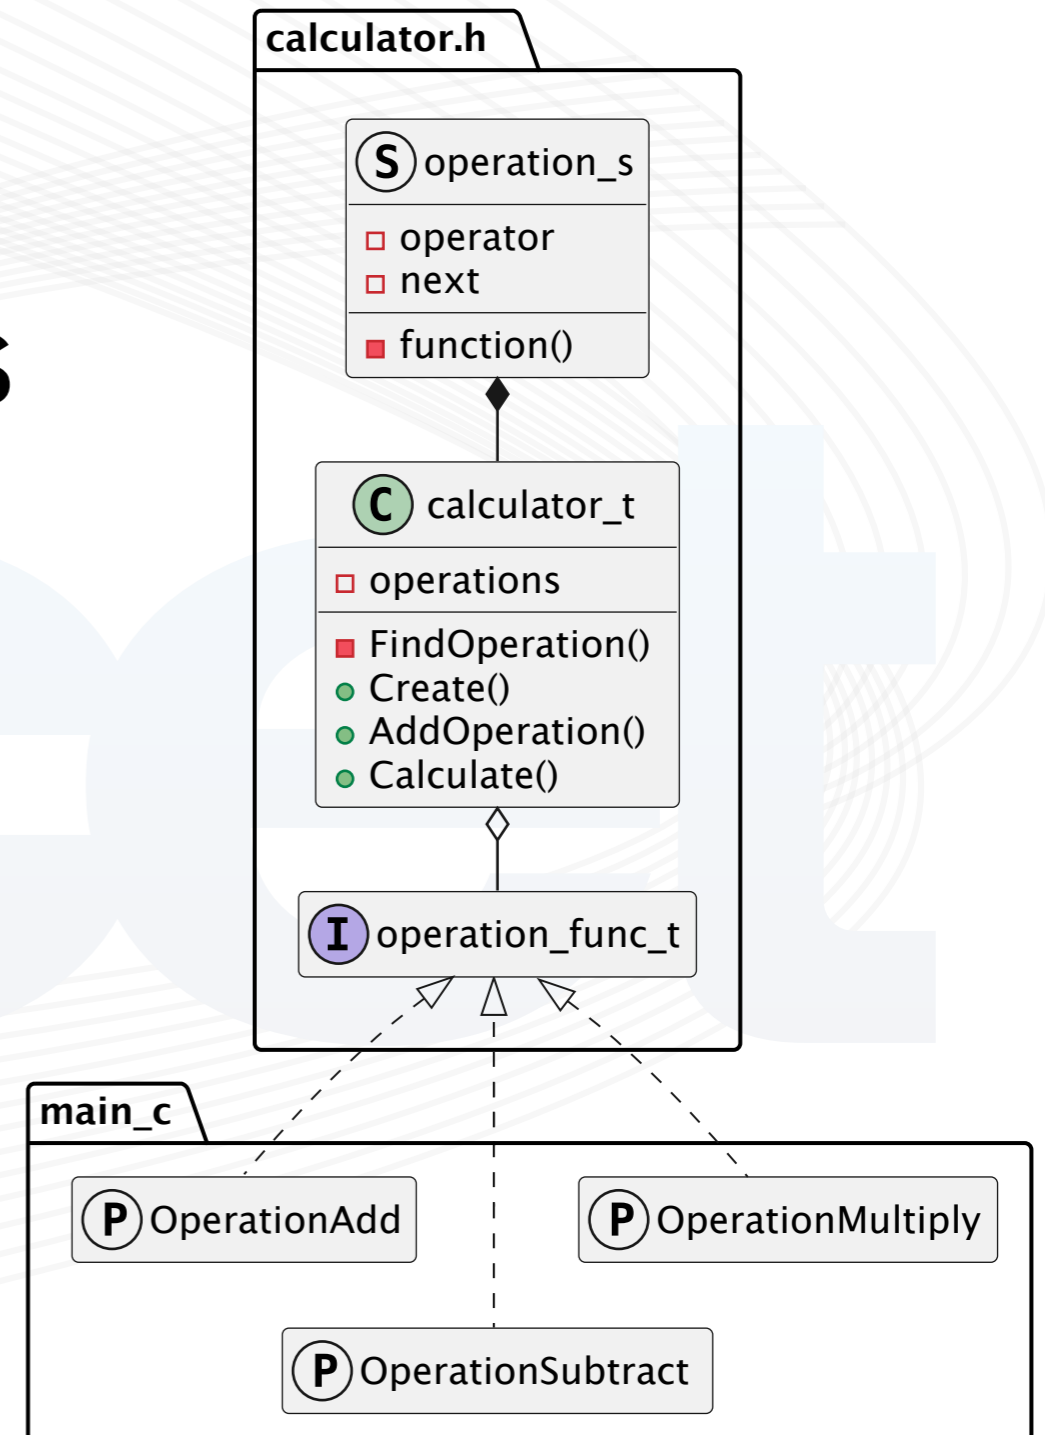 calculator.h
S operation_s
operator
next
function()
C calculator_t
operations
FindOperation()
Create()
AddOperation()
Calculate()
I operation_func_t
main_c
P OperationAdd
P OperationMultiply
P OperationSubtract